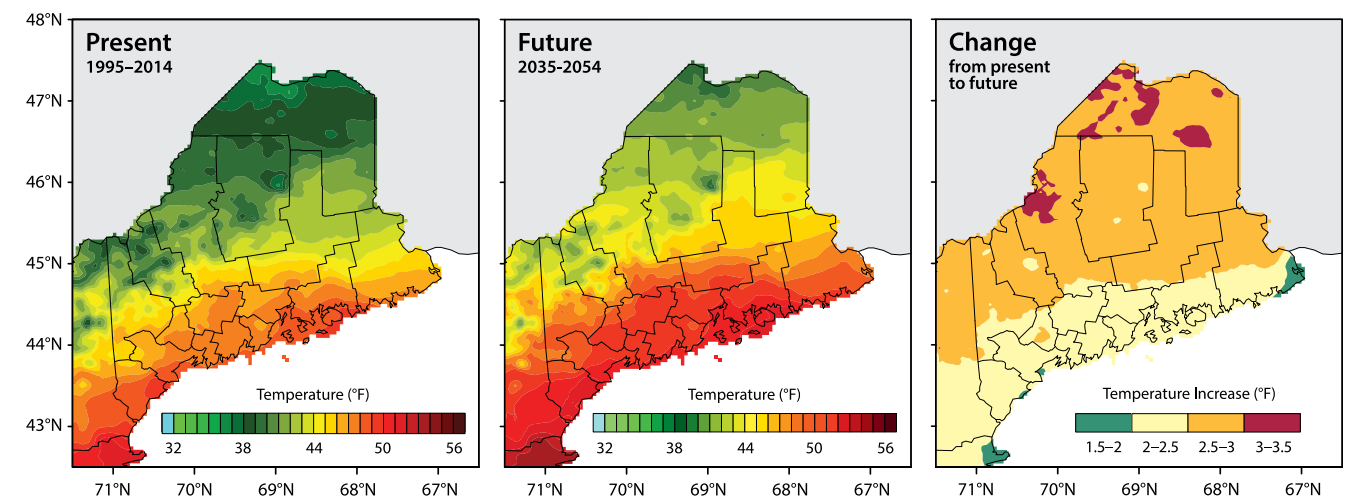 48°N
47°N
46°N
45°N
44°N
43°N
Present
1995–2014
Temperature (°F)
32 38 44 50 56
71°N 70°N 69°N 68°N 67°N
Future
2035-2054
Temperature (°F)
32 38 44 50 56
71°N 70°N 69°N 68°N 67°N
Change
from present
to future
Temperature Increase (°F)
1.5–2 2–2.5 2.5–3 3–3.5
71°N 70°N 69°N 68°N 67°N